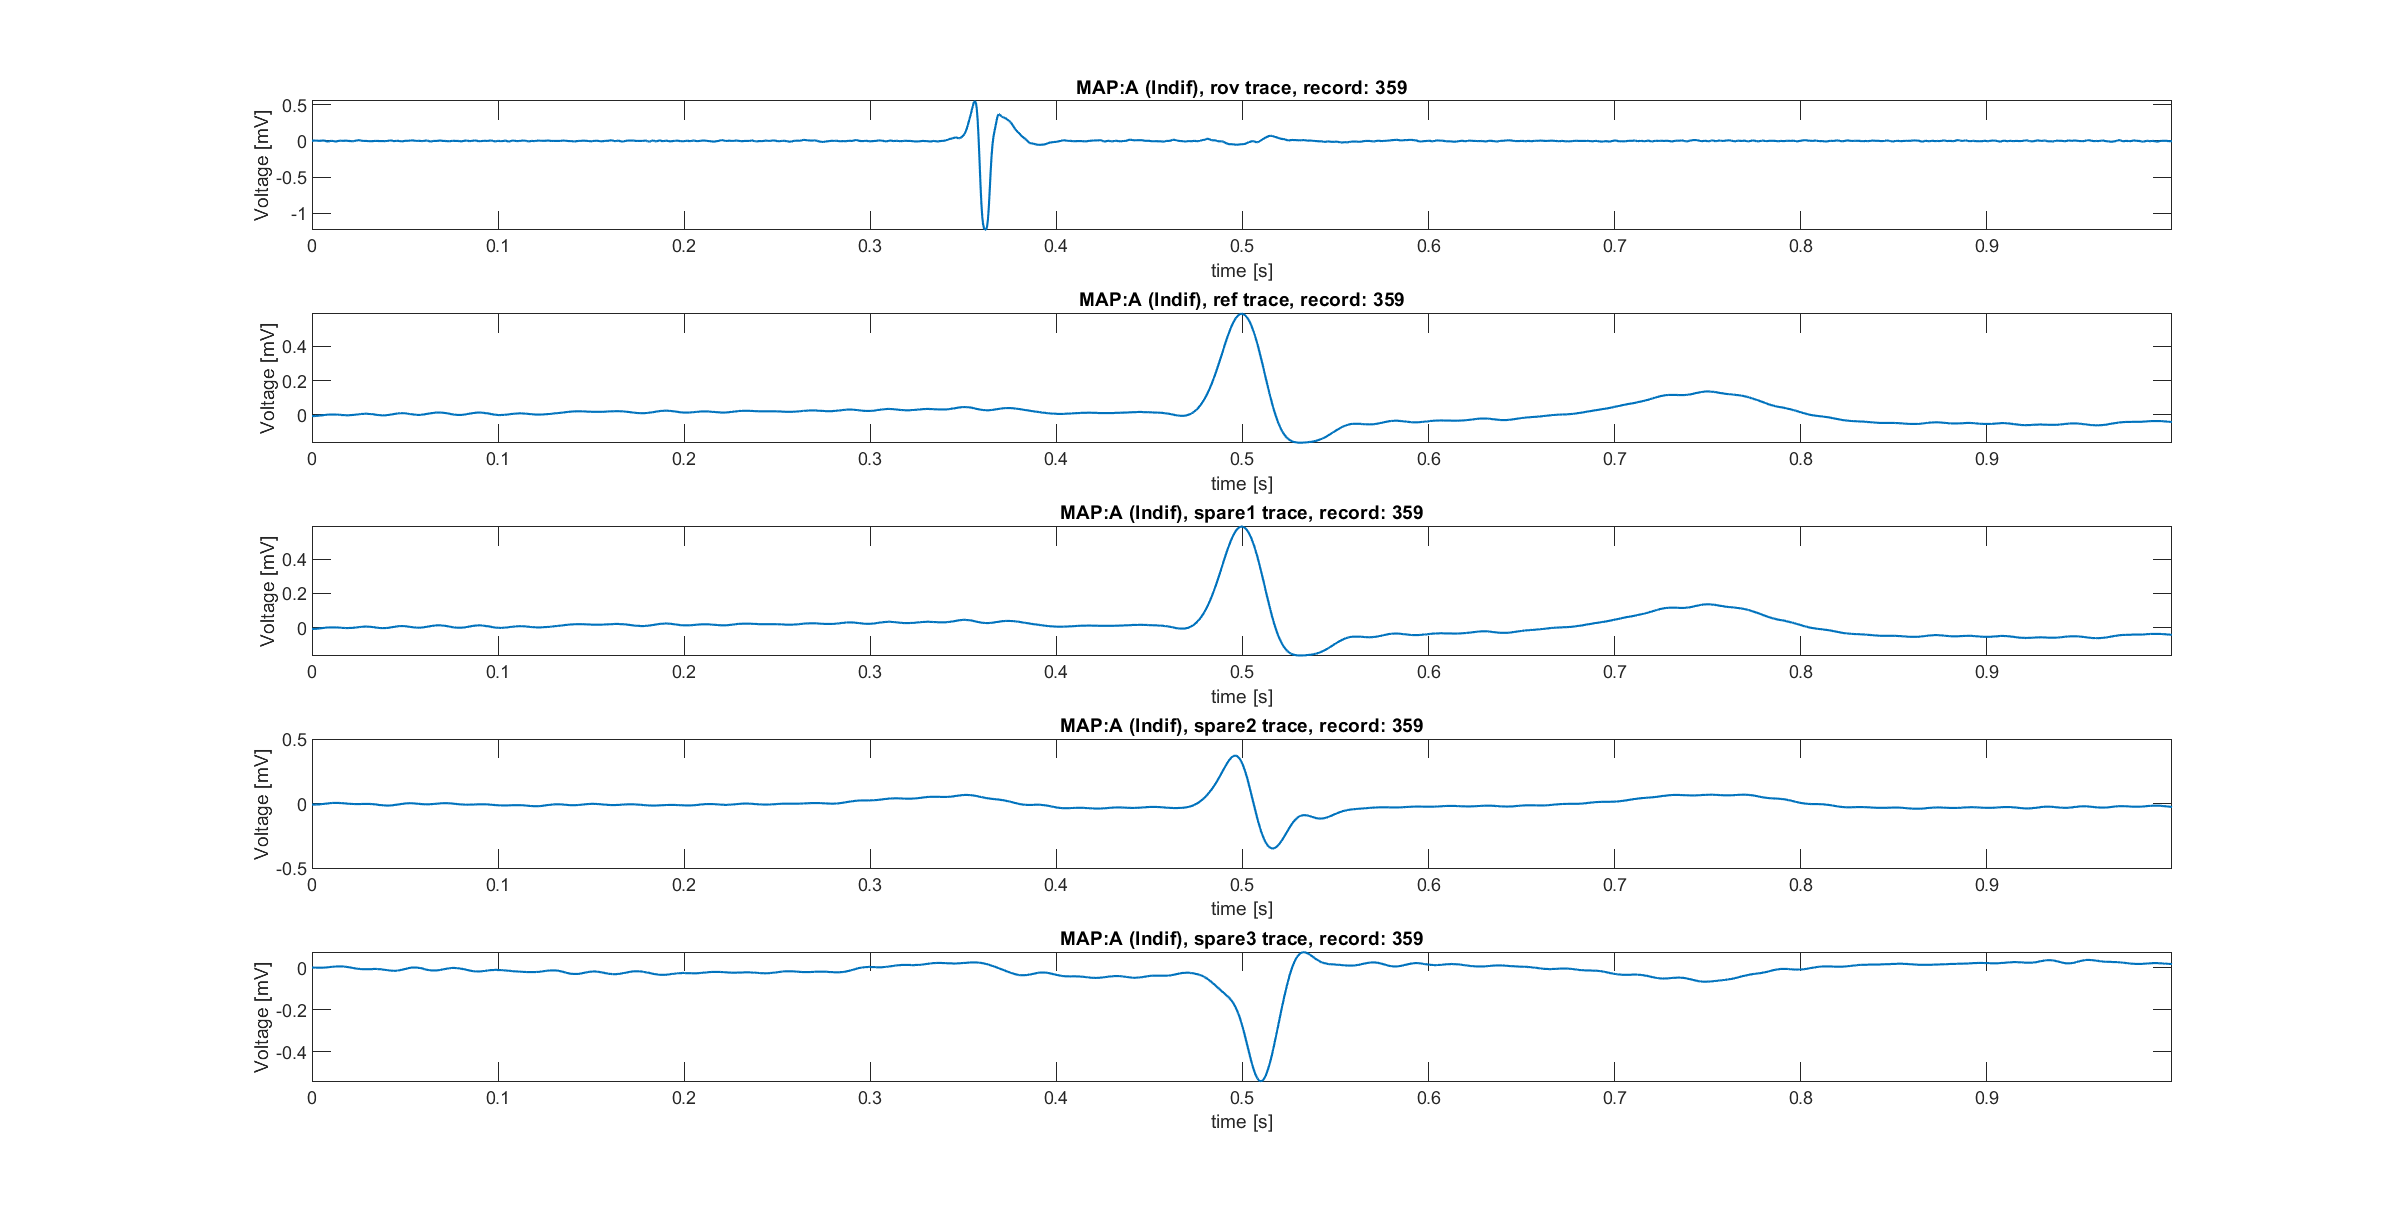 MAP:A (Indif), rov trace, record: 359
Voltage [mV]
0.5
0
-0.5
-1
0 0.1 0.2 0.3 0.4 0.5 0.6 0.7 0.8 0.9
time [s]
MAP:A (Indif), ref trace, record: 359
Voltage [mV]
0.4
0.2
0
0 0.1 0.2 0.3 0.4 0.5 0.6 0.7 0.8 0.9
time [s]
MAP:A (Indif), spare1 trace, record: 359
Voltage [mV]
0.4
0.2
0
0 0.1 0.2 0.3 0.4 0.5 0.6 0.7 0.8 0.9
time [s]
MAP:A (Indif), spare2 trace, record: 359
Voltage [mV]
0.5
0
-0.5
0 0.1 0.2 0.3 0.4 0.5 0.6 0.7 0.8 0.9
time [s]
MAP:A (Indif), spare3 trace, record: 359
Voltage [mV]
0
-0.2
-0.4
0 0.1 0.2 0.3 0.4 0.5 0.6 0.7 0.8 0.9
time [s]